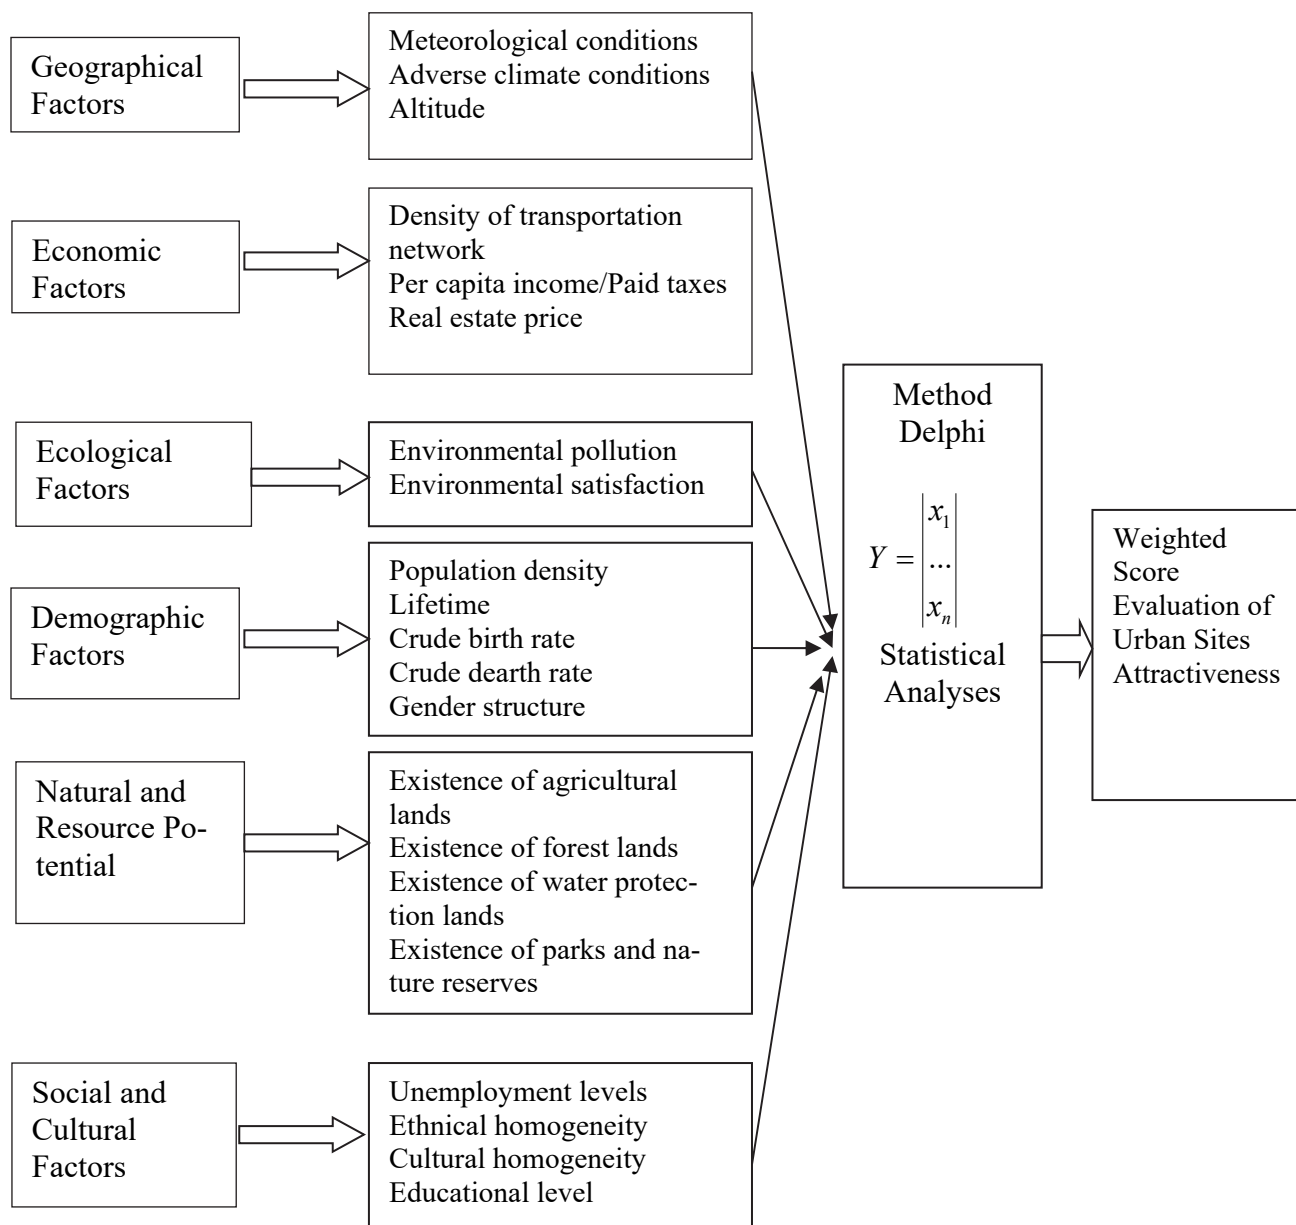 Geographical
Factors
Meteorological conditions
Adverse climate conditions
Altitude
Economic
Factors
Density of transportation
network
Per capita income/Paid taxes
Real estate price
Ecological
Factors
Environmental pollution
Environmental satisfaction
Demographic
Factors
Population density
Lifetime
Crude birth rate
Crude dearth rate
Gender structure
Natural and
Resource Po-
tential
Existence of agricultural
lands
Existence of forest lands
Existence of water protec-
tion lands
Existence of parks and na-
ture reserves
Social and
Cultural
Factors
Unemployment levels
Ethnical homogeneity
Cultural homogeneity
Educational level
Method
Delphi
x₁
Y = ...
xₙ
Statistical
Analyses
Weighted
Score
Evaluation of
Urban Sites
Attractiveness